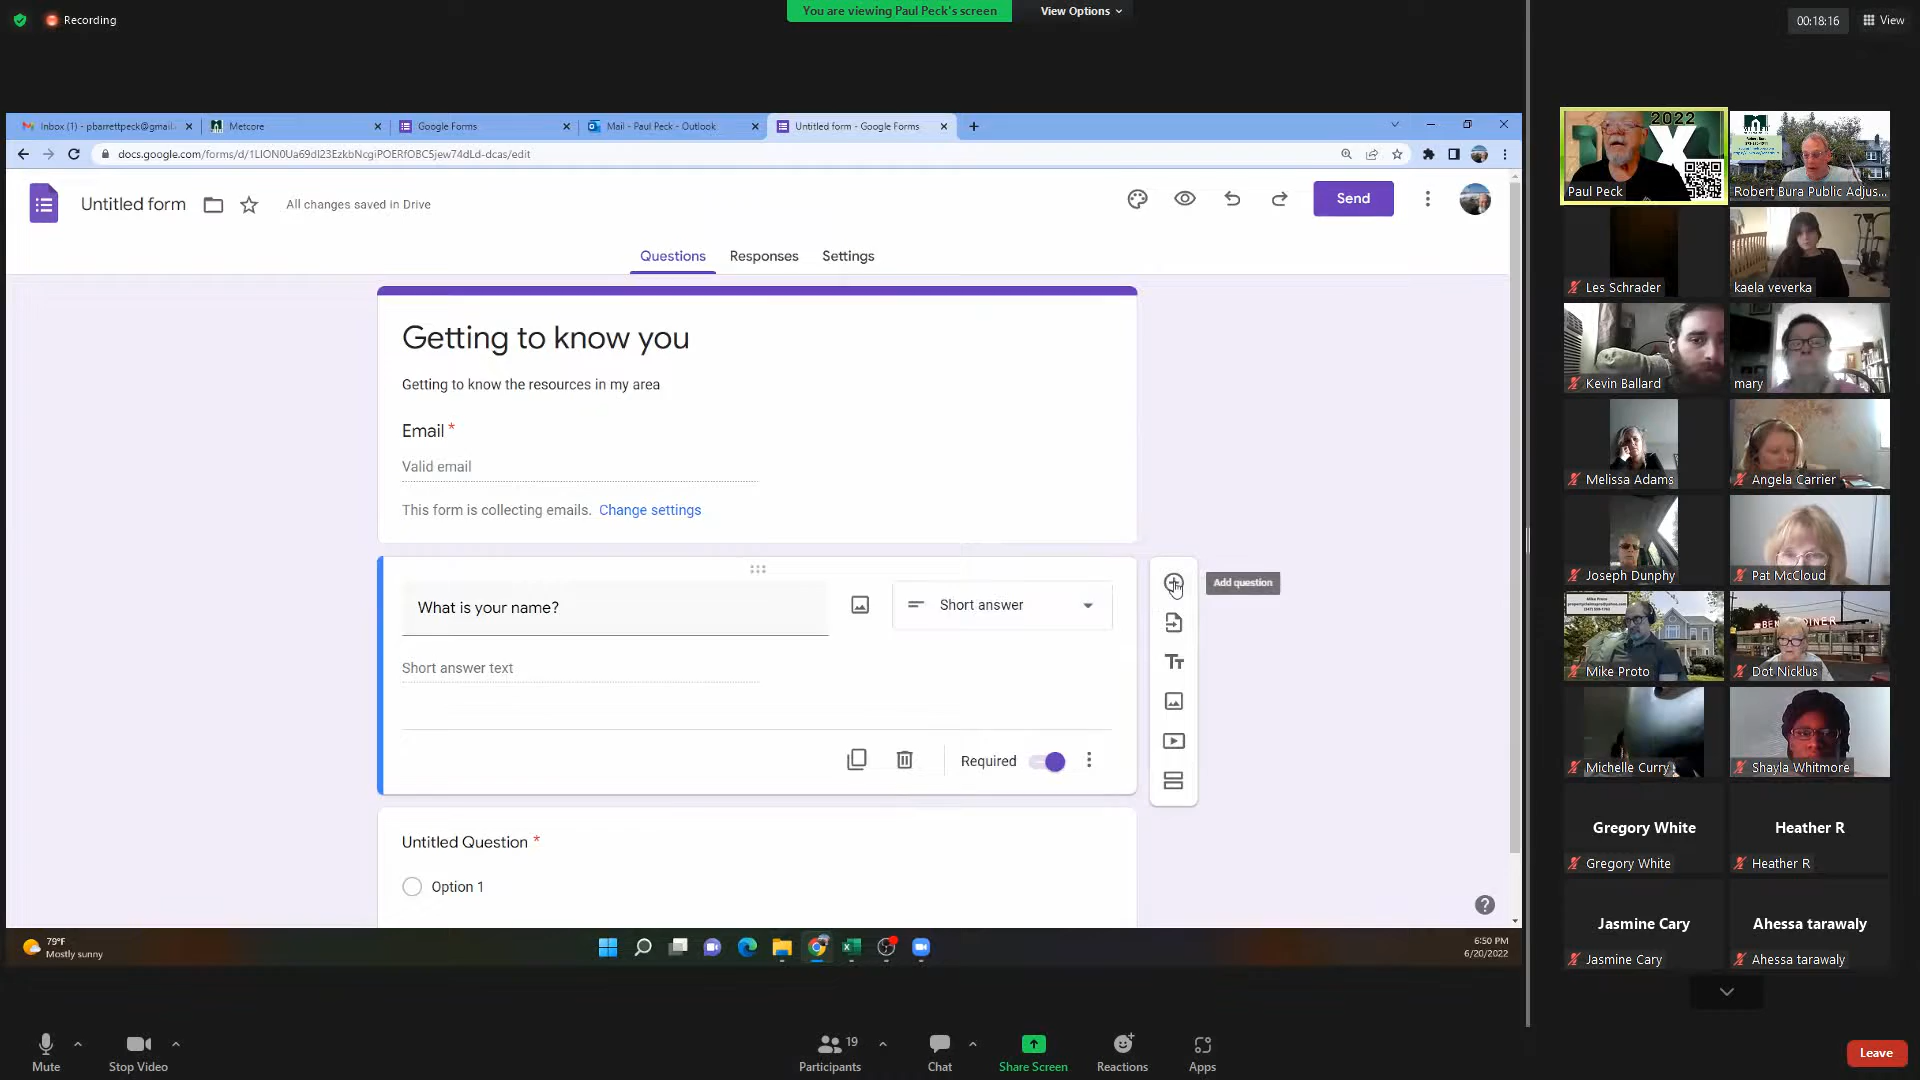 Recording
You are viewing Paul Peck's screen
View Options
00:18:16
View
Inbox (1) - pbarrettpeck@gmail.
Metcore
Google Forms
Mail - Paul Peck - Outlook
Untitled form - Google Forms
Untitled form
All changes saved in Drive
Send
Questions
Responses
Settings
Getting to know you
Getting to know the resources in my area
Email *
Valid email
This form is collecting emails. Change settings
What is your name?
Short answer
Add question
Short answer text
Required
Untitled Question *
Option 1
79°F
Mostly sunny
6:50 PM
6/20/2022
2022
Paul Peck
Robert Bura Public Adjus...
Les Schrader
kaela veverka
Kevin Ballard
mary
Melissa Adams
Angela Carrier
Joseph Dunphy
Pat McCloud
Mike Proto
DINER
Dot Nicklus
Michelle Curry
Shayla Whitmore
Gregory White
Gregory White
Heather R
Heather R
Jasmine Cary
Jasmine Cary
Ahessa tarawaly
Ahessa tarawaly
Mute
Stop Video
19
Participants
Chat
Share Screen
Reactions
Apps
Leave